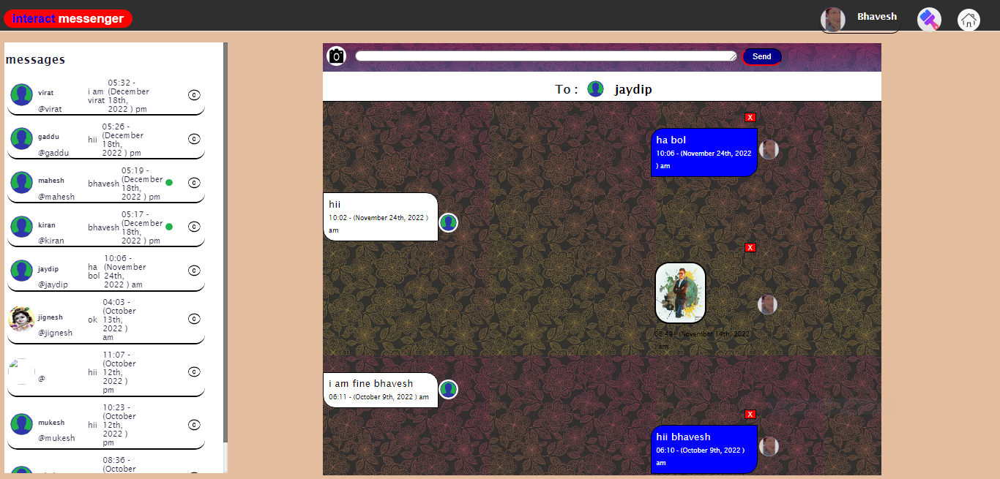 interact messenger
Bhavesh
messages
virat
@virat
i am
virat
05:32 -
(December
18th,
2022 ) pm
gaddu
@gaddu
hii
05:26 -
(December
18th,
2022 ) pm
mahesh
@mahesh
bhavesh
05:19 -
(December
18th,
2022 ) pm
kiran
@kiran
bhavesh
05:17 -
(December
18th,
2022 ) pm
jaydip
@jaydip
ha
bol
10:06 -
(November
24th,
2022 ) am
jignesh
@jignesh
ok
04:03 -
(October
13th,
2022 )
am
@
hii
11:07 -
(October
12th,
2022 )
pm
mukesh
@mukesh
hii
10:23 -
(October
12th,
2022 )
pm
08:36 -
(October
Send
To : jaydip
X
ha bol
10:06 - (November 24th, 2022
) am
hii
10:02 - (November 24th, 2022 )
am
X
08:49 - (November 14th, 2022
) am
i am fine bhavesh
06:11 - (October 9th, 2022 ) am
X
hii bhavesh
06:10 - (October 9th, 2022 )
am